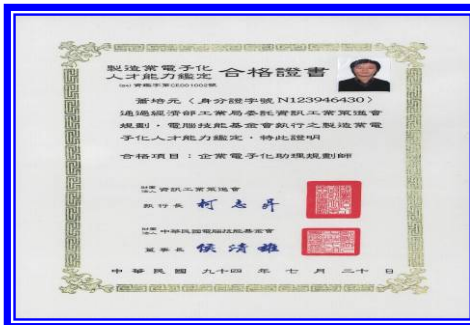 製造業電子化
人才能力鑑定 合格證書
(94) 資鑑字第CE001002號
蕭培元（身分證字號 N123946430）
通過經濟部工業局委託資訊工業策進會
規劃，電腦技能基金會執行之製造業電
子化人才能力鑑定，特此證明
合格項目：企業電子化助理規劃師
財團法人 資訊工業策進會
執行長 柯志昇
財團法人 中華民國電腦技能基金會
董事長 侯清雄
中華民國 九十四 年 七 月 二十 日